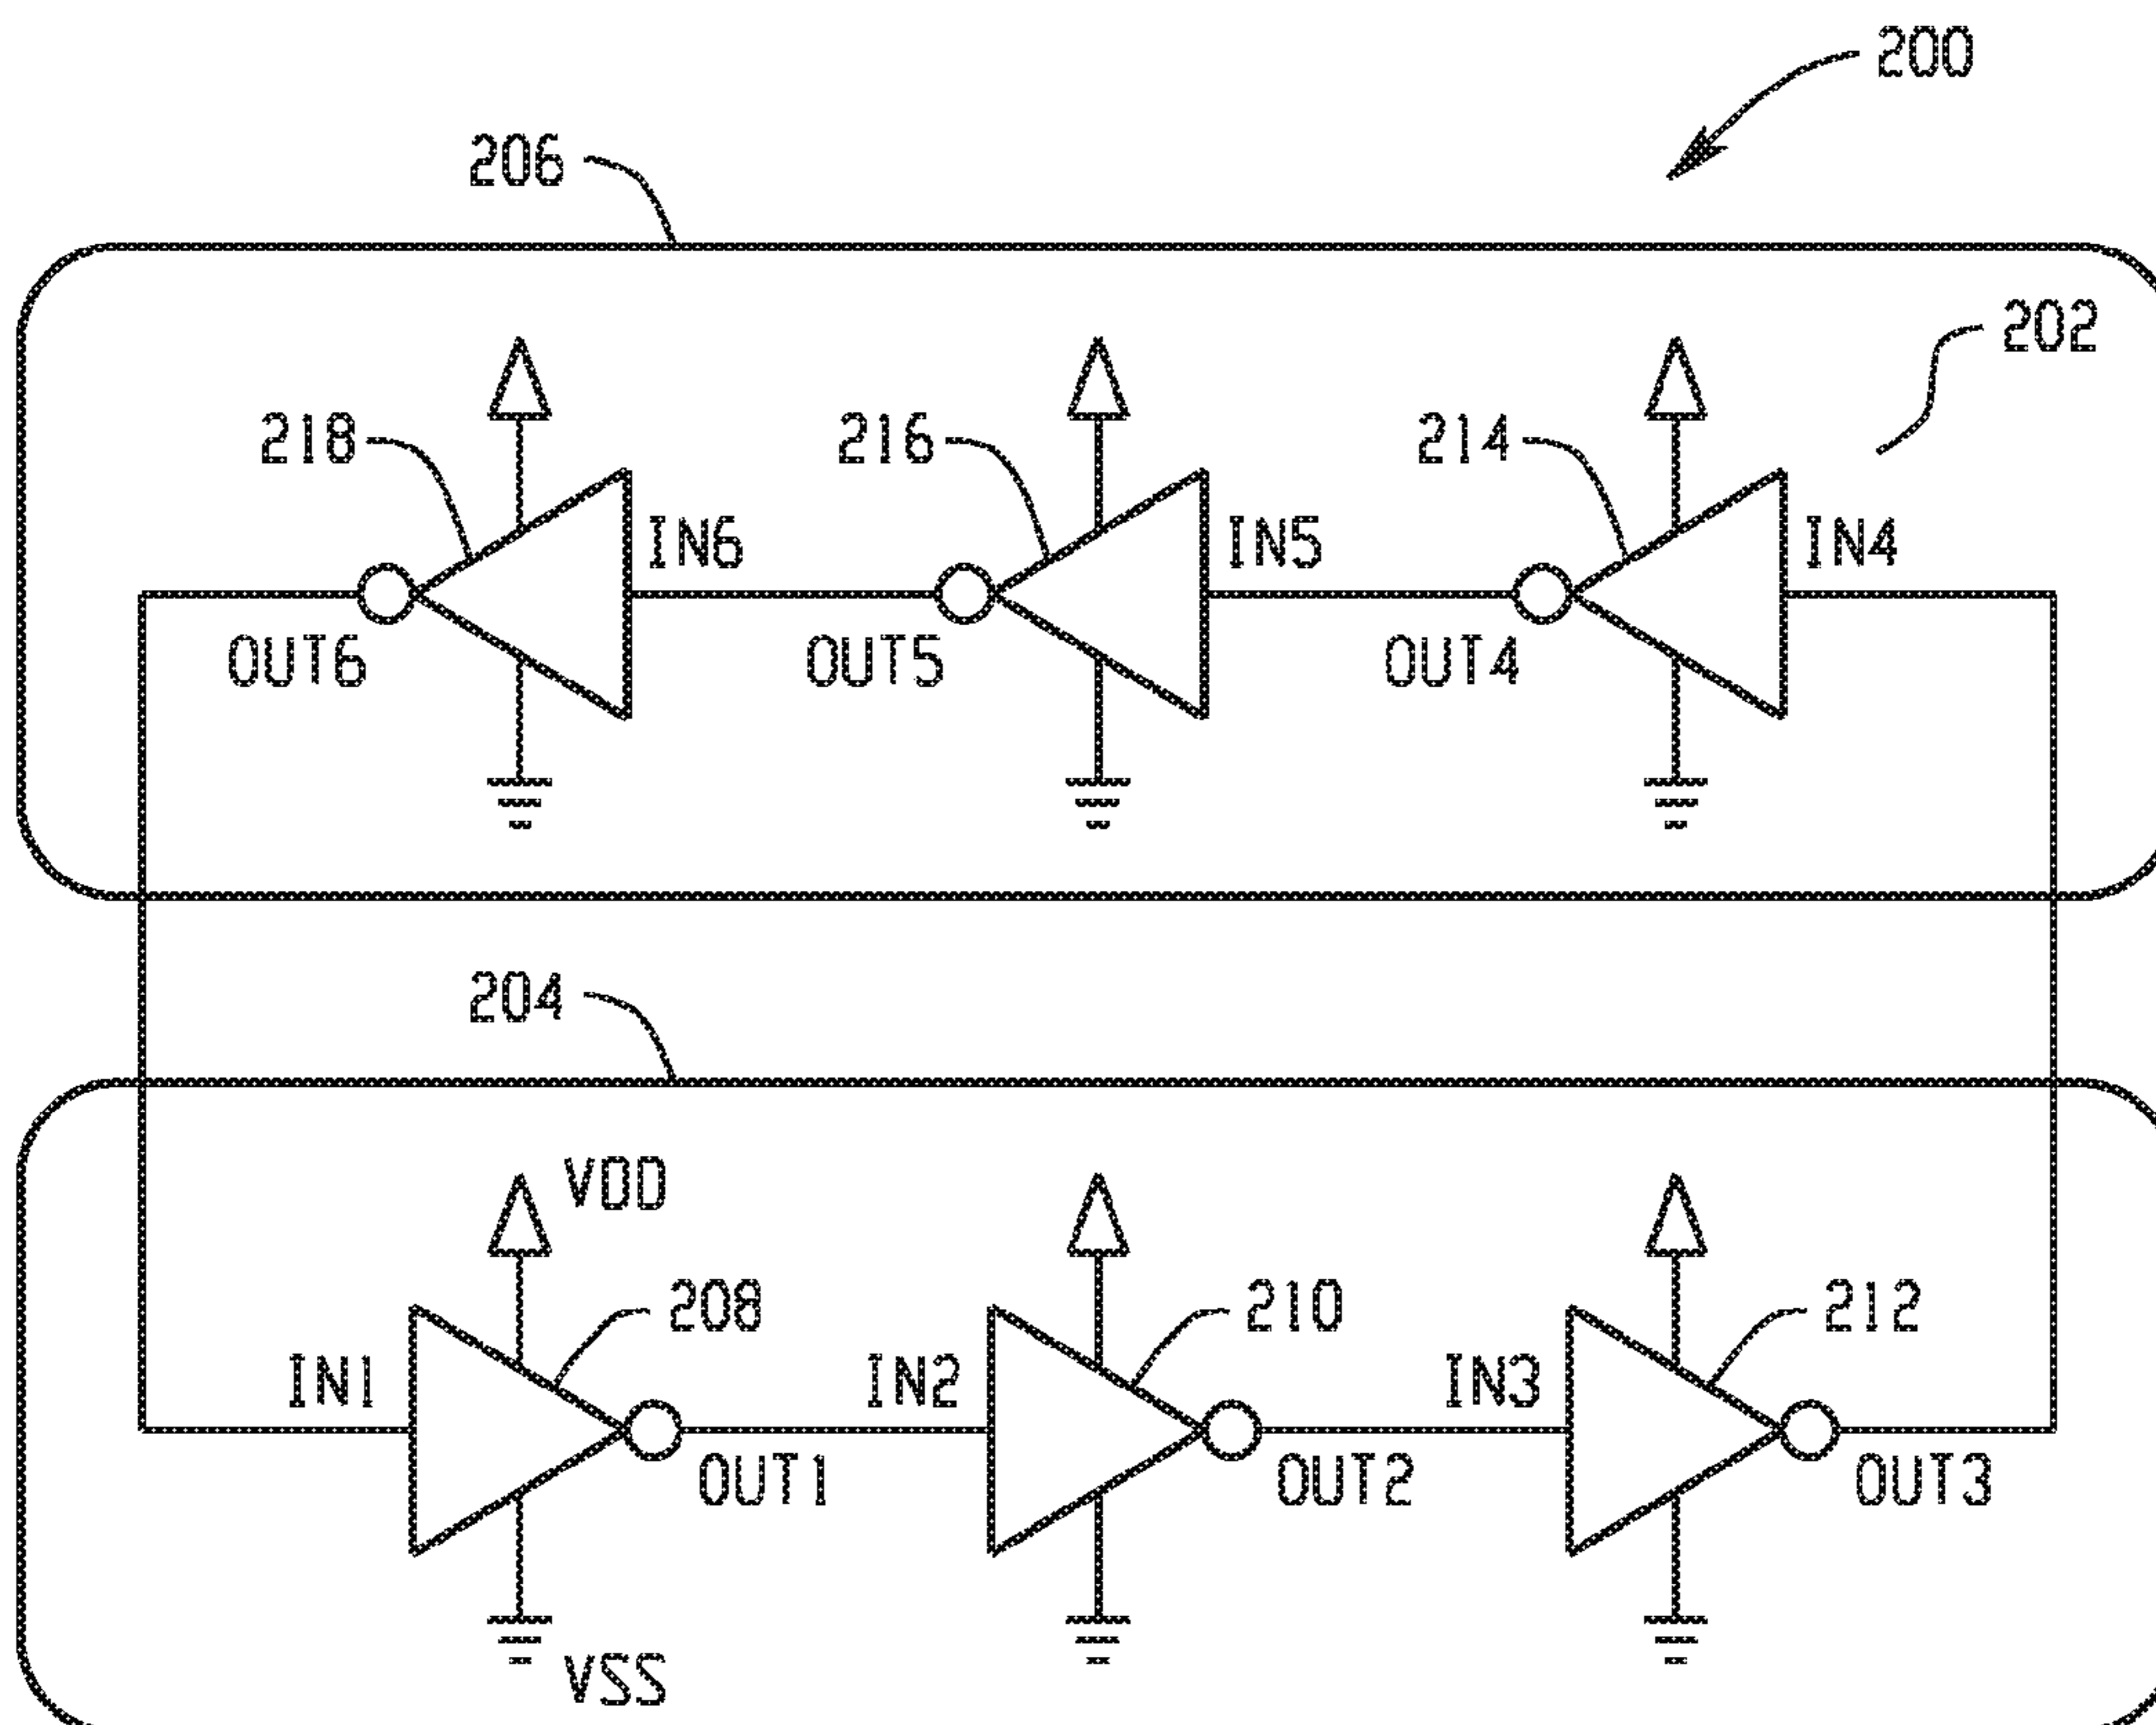 200
206
202
218
216
214
IN6
IN5
IN4
OUT6
OUT5
OUT4
204
VDD
208
210
212
IN1
IN2
IN3
OUT1
OUT2
OUT3
VSS